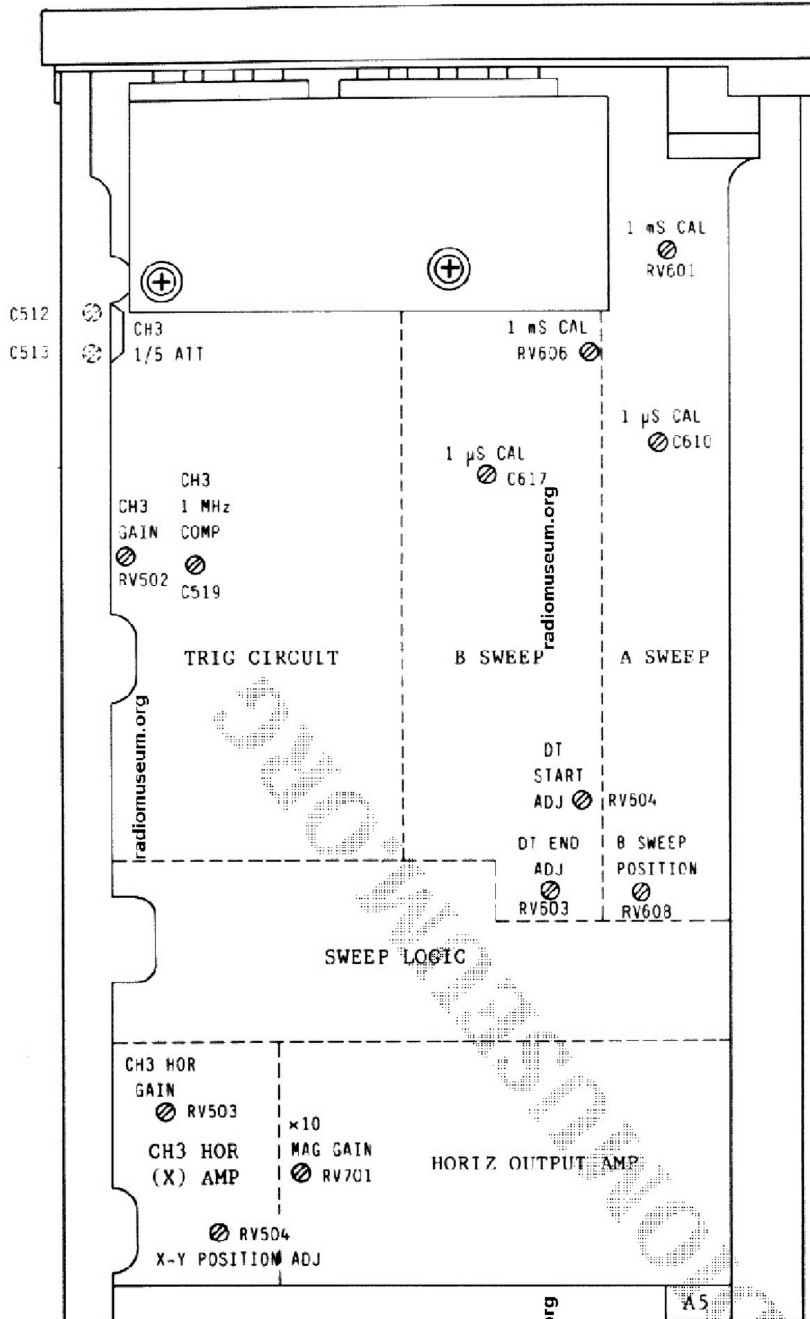 1 mS CAL
RV601
C512
C513
CH3
1/5 ATT
1 mS CAL
RV606
1 µS CAL
C610
1 µS CAL
C617
CH3
GAIN
RV502
CH3
1 MHz
COMP
C519
radiomuseum.org
TRIG CIRCUIT
B SWEEP
A SWEEP
radiomuseum.org
DT
START
ADJ
RV504
DT END
ADJ
RV503
B SWEEP
POSITION
RV608
SWEEP LOGIC
CH3 HOR
GAIN
RV503
CH3 HOR
(X) AMP
×10
MAG GAIN
RV701
HORIZ OUTPUT AMP
RV504
X-Y POSITION ADJ
A5